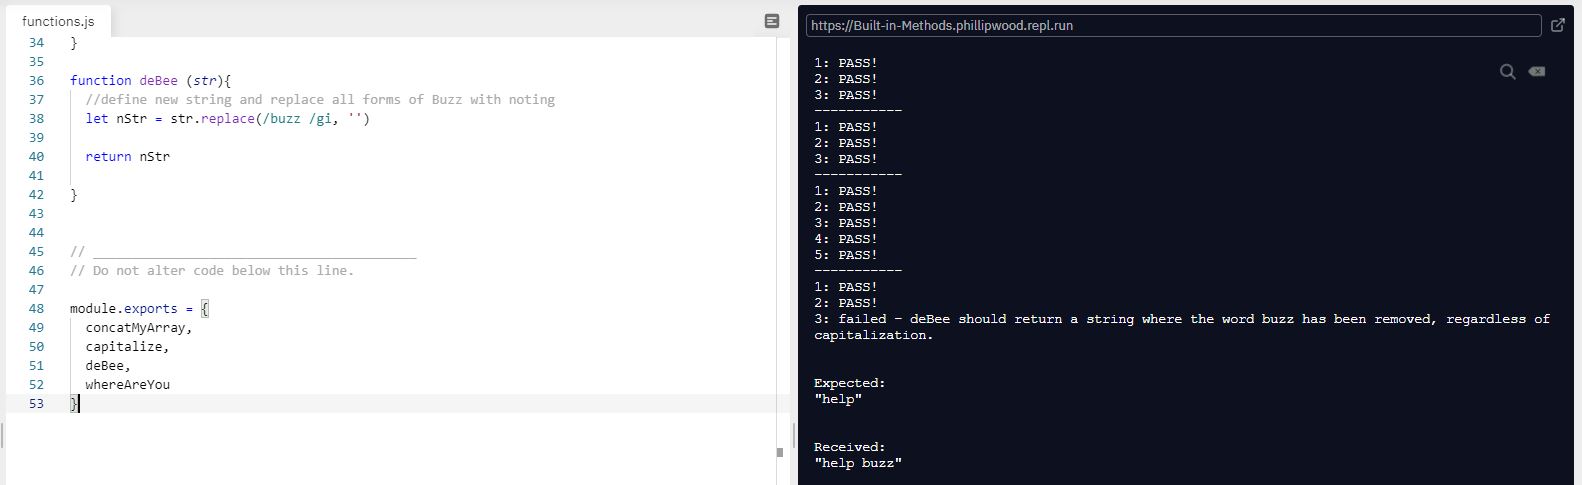 functions.js
34 }
35
36 function deBee (str){
37 //define new string and replace all forms of Buzz with noting
38 let nStr = str.replace(/buzz /gi, '')
39
40 return nStr
41
42 }
43
44
45 // __________________________________________
46 // Do not alter code below this line.
47
48 module.exports = {
49 concatMyArray,
50 capitalize,
51 deBee,
52 whereAreYou
53 }
https://Built-in-Methods.phillipwood.repl.run
1: PASS!
2: PASS!
3: PASS!
-----------
1: PASS!
2: PASS!
3: PASS!
-----------
1: PASS!
2: PASS!
3: PASS!
4: PASS!
5: PASS!
-----------
1: PASS!
2: PASS!
3: failed - deBee should return a string where the word buzz has been removed, regardless of
capitalization.
Expected:
"help"
Received:
"help buzz"